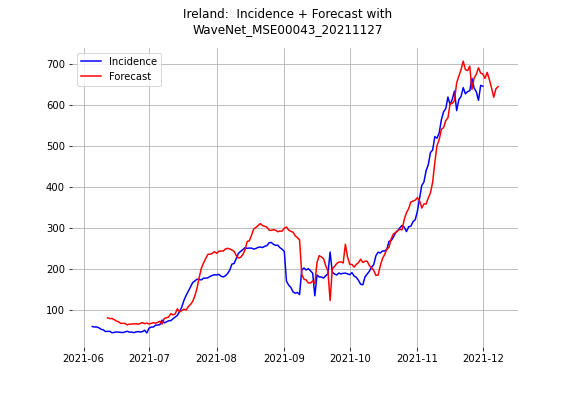 Ireland:  Incidence + Forecast with
WaveNet_MSE00043_20211127
Incidence
Forecast
700
600
500
400
300
200
100
2021-06 2021-07 2021-08 2021-09 2021-10 2021-11 2021-12